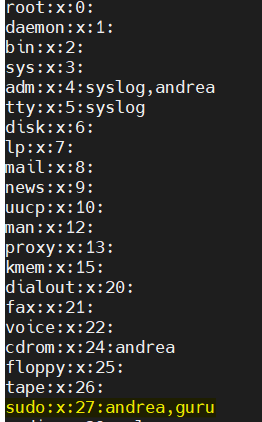 root:x:0:
daemon:x:1:
bin:x:2:
sys:x:3:
adm:x:4:syslog,andrea
tty:x:5:syslog
disk:x:6:
lp:x:7:
mail:x:8:
news:x:9:
uucp:x:10:
man:x:12:
proxy:x:13:
kmem:x:15:
dialout:x:20:
fax:x:21:
voice:x:22:
cdrom:x:24:andrea
floppy:x:25:
tape:x:26:
sudo:x:27:andrea,guru